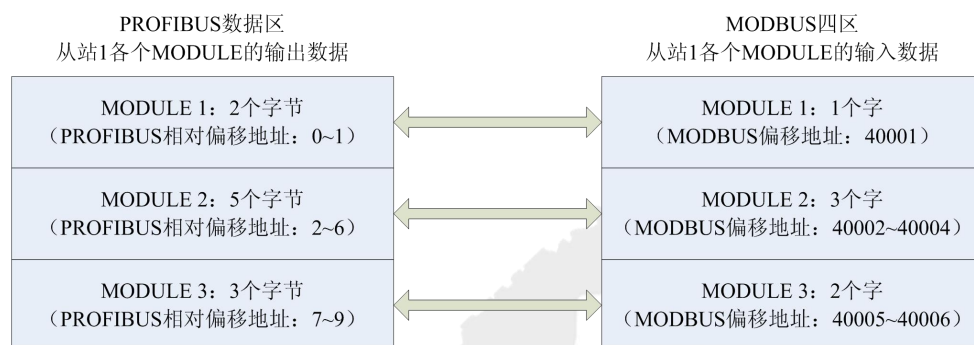 PROFIBUS数据区
从站1各个MODULE的输出数据
MODULE 1：2个字节
（PROFIBUS相对偏移地址：0~1）
MODULE 2：5个字节
（PROFIBUS相对偏移地址：2~6）
MODULE 3：3个字节
（PROFIBUS相对偏移地址：7~9）
MODBUS四区
从站1各个MODULE的输入数据
MODULE 1：1个字
（MODBUS偏移地址：40001）
MODULE 2：3个字
（MODBUS偏移地址：40002~40004）
MODULE 3：2个字
（MODBUS偏移地址：40005~40006）